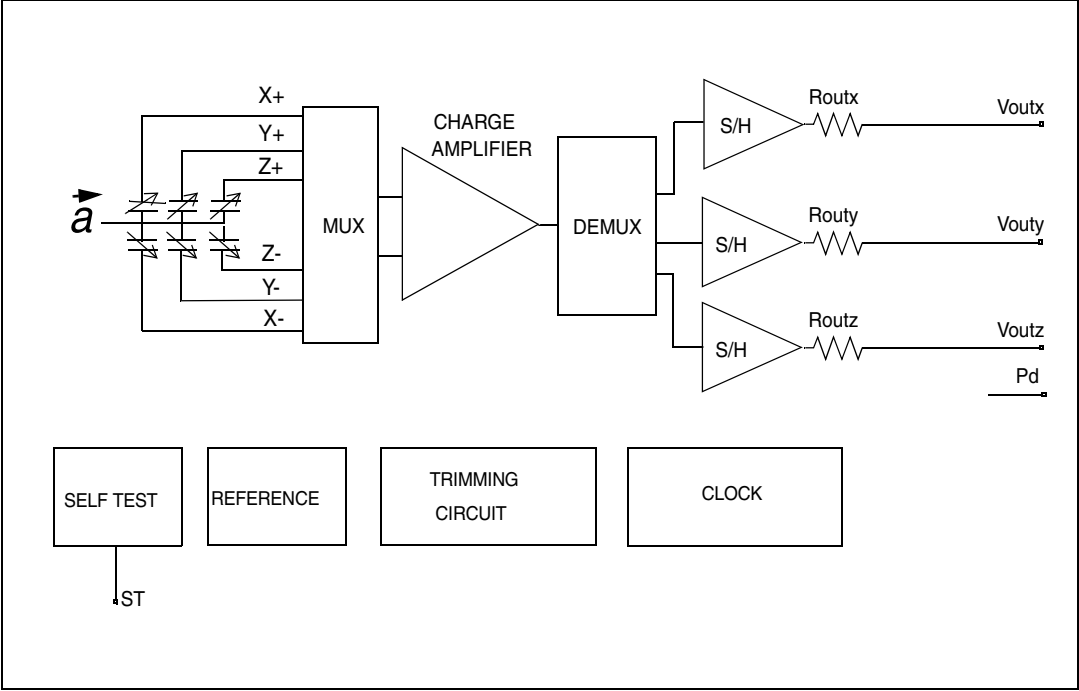 X+
Y+
Z+
a
Z-
Y-
X-
MUX
CHARGE
AMPLIFIER
DEMUX
S/H
Routx
Voutx
S/H
Routy
Vouty
S/H
Routz
Voutz
Pd
SELF TEST
REFERENCE
TRIMMING
CIRCUIT
CLOCK
ST